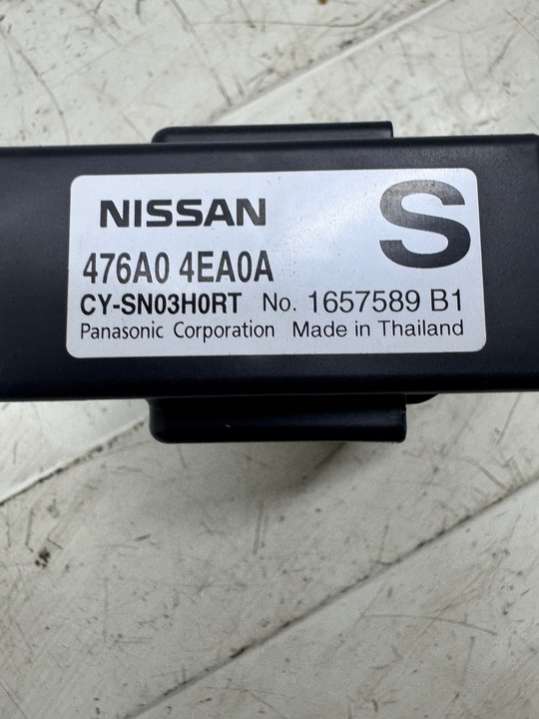 NISSAN S
476A0 4EA0A
CY-SN03H0RT No. 1657589 B1
Panasonic Corporation Made in Thailand